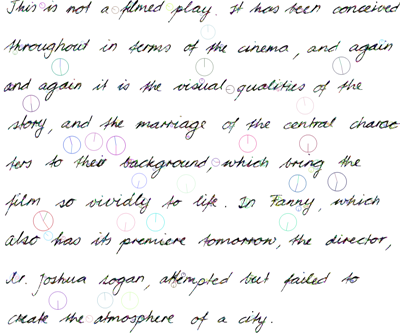 This is not a filmed play. It has been conceived
throughout in terms of the cinema, and again
and again it is the visual qualities of the
story, and the marriage of the central charac
ters to their background, which bring the
film so vividly to life. In Fanny, which
also has its premiere tomorrow, the director,
Mr. Joshua Logan, attempted but failed to
create the atmosphere of a city.